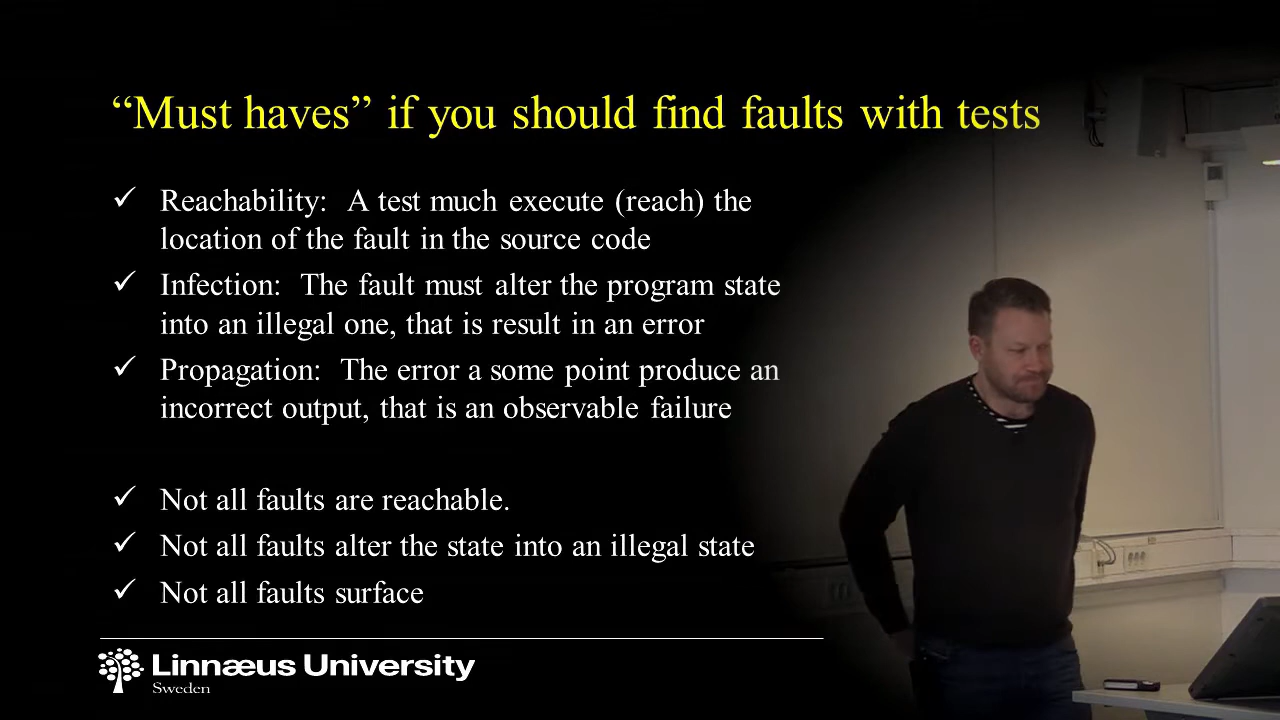 “Must haves” if you should find faults with tests
✓ Reachability: A test much execute (reach) the
location of the fault in the source code
✓ Infection: The fault must alter the program state
into an illegal one, that is result in an error
✓ Propagation: The error a some point produce an
incorrect output, that is an observable failure
✓ Not all faults are reachable.
✓ Not all faults alter the state into an illegal state
✓ Not all faults surface
Linnæus University
Sweden